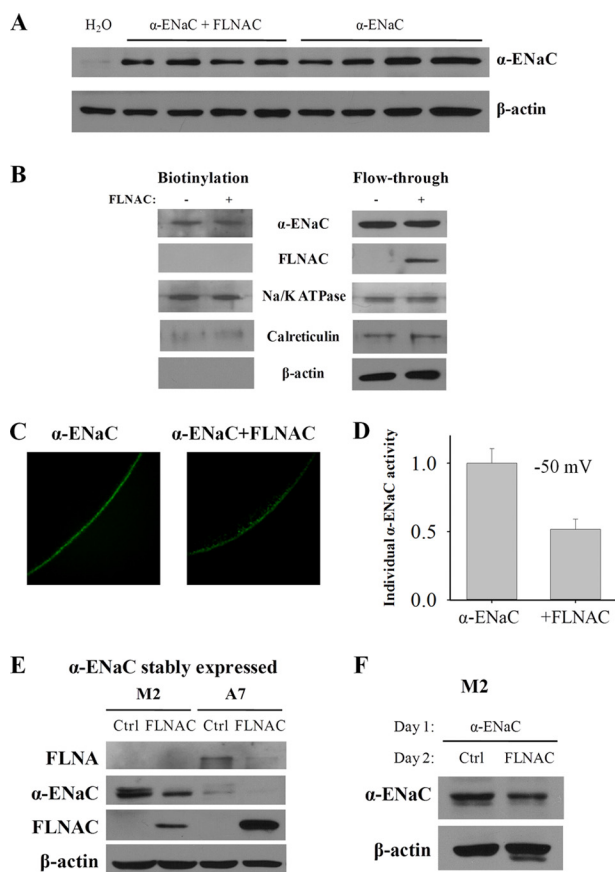 A
H₂O α-ENaC + FLNAC α-ENaC
α-ENaC
β-actin
B
Biotinylation Flow-through
FLNAC: - + - +
α-ENaC
FLNAC
Na/K ATPase
Calreticulin
β-actin
C
α-ENaC α-ENaC+FLNAC
D
Individual α-ENaC activity
1.0
0.5
0.0
-50 mV
α-ENaC +FLNAC
E α-ENaC stably expressed
M2 A7
Ctrl FLNAC Ctrl FLNAC
FLNA
α-ENaC
FLNAC
β-actin
F
M2
Day 1: α-ENaC
Day 2: Ctrl FLNAC
α-ENaC
β-actin